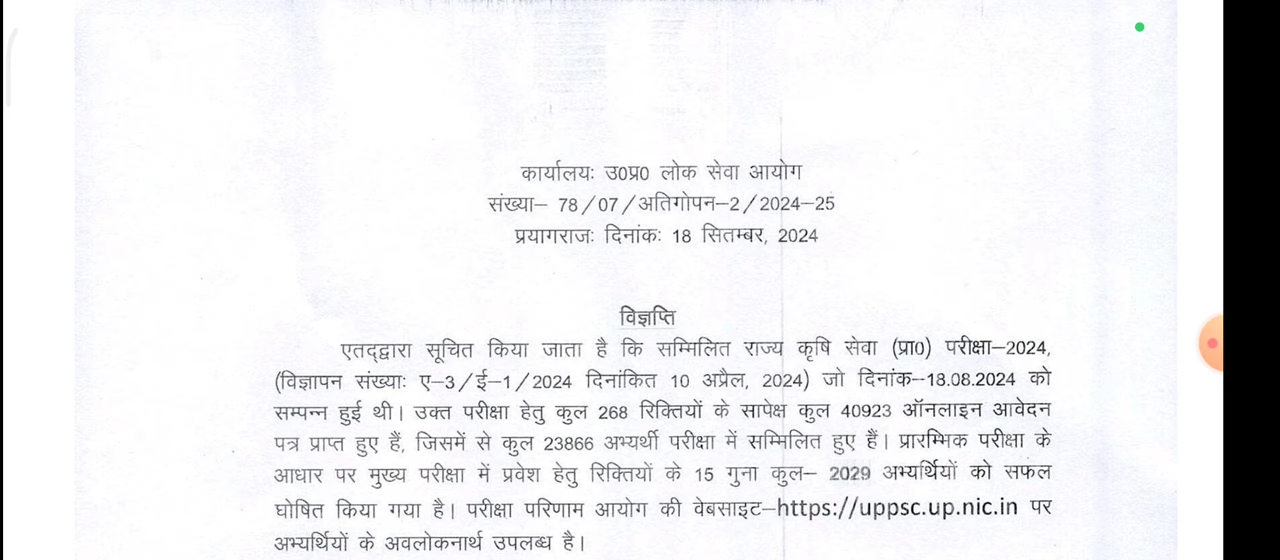 कार्यालयः उ0प्र0 लोक सेवा आयोग
संख्या– 78/07/अतिगोपन–2/2024–25
प्रयागराजः दिनांकः 18 सितम्बर, 2024
विज्ञप्ति
एतद्द्वारा सूचित किया जाता है कि सम्मिलित राज्य कृषि सेवा (प्रा0) परीक्षा–2024,
(विज्ञापन संख्याः ए–3/ई–1/2024 दिनांकित 10 अप्रैल, 2024) जो दिनांक–18.08.2024 को
सम्पन्न हुई थी। उक्त परीक्षा हेतु कुल 268 रिक्तियों के सापेक्ष कुल 40923 ऑनलाइन आवेदन
पत्र प्राप्त हुए हैं, जिसमें से कुल 23866 अभ्यर्थी परीक्षा में सम्मिलित हुए हैं। प्रारम्भिक परीक्षा के
आधार पर मुख्य परीक्षा में प्रवेश हेतु रिक्तियों के 15 गुना कुल– 2029 अभ्यर्थियों को सफल
घोषित किया गया है। परीक्षा परिणाम आयोग की वेबसाइट–https://uppsc.up.nic.in पर
अभ्यर्थियों के अवलोकनार्थ उपलब्ध है।